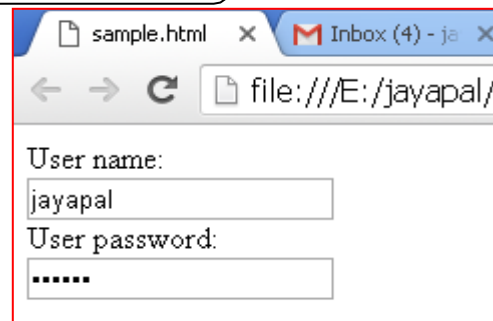 sample.html
Inbox (4) - ja
file:///E:/jayapal/
User name:
jayapal
User password:
••••••